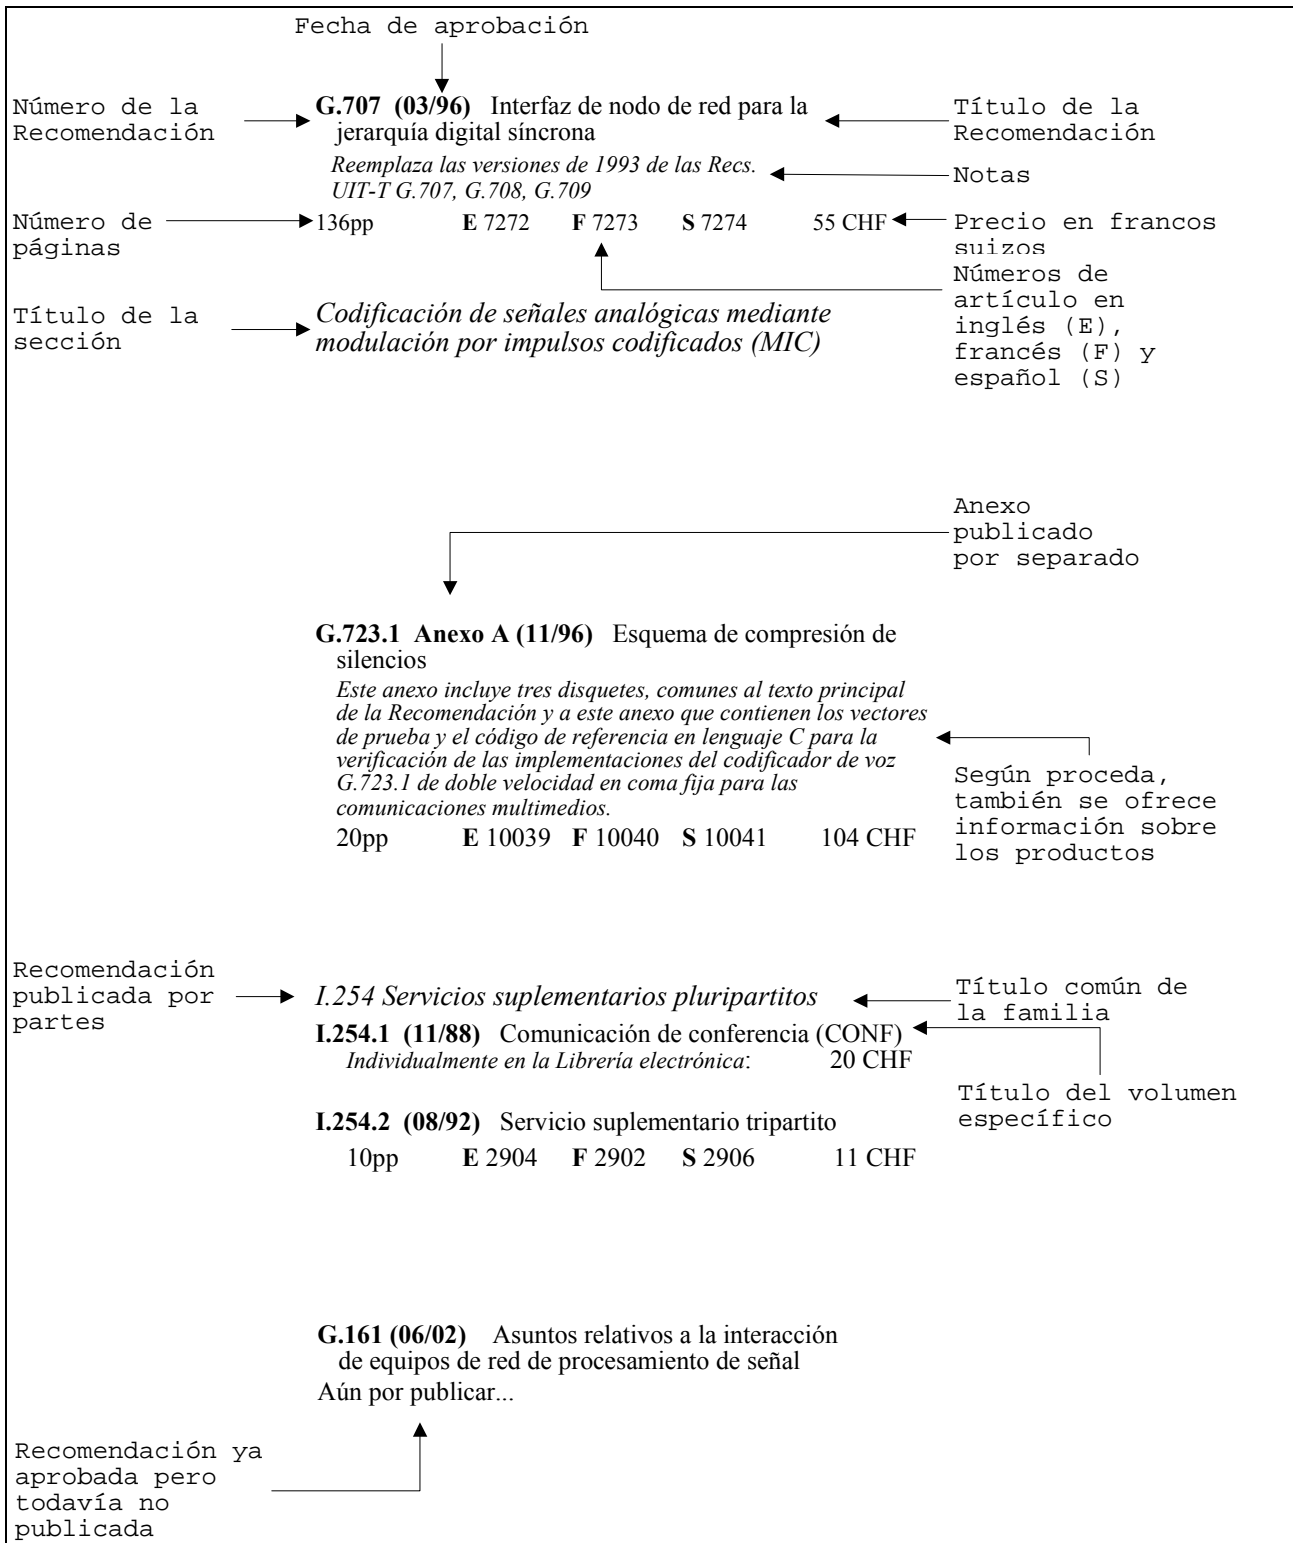 Fecha de aprobación
Número de la
Recomendación
G.707 (03/96) Interfaz de nodo de red para la
jerarquía digital síncrona
Título de la
Recomendación
Reemplaza las versiones de 1993 de las Recs.
UIT-T G.707, G.708, G.709
Notas
Número de
páginas
136pp E 7272 F 7273 S 7274 55 CHF
Precio en francos
suizos
Números de
artículo en
inglés (E),
francés (F) y
español (S)
Título de la
sección
Codificación de señales analógicas mediante
modulación por impulsos codificados (MIC)
Anexo
publicado
por separado
G.723.1 Anexo A (11/96) Esquema de compresión de
silencios
Este anexo incluye tres disquetes, comunes al texto principal
de la Recomendación y a este anexo que contienen los vectores
de prueba y el código de referencia en lenguaje C para la
verificación de las implementaciones del codificador de voz
G.723.1 de doble velocidad en coma fija para las
comunicaciones multimedios.
20pp E 10039 F 10040 S 10041 104 CHF
Según proceda,
también se ofrece
información sobre
los productos
Recomendación
publicada por
partes
I.254 Servicios suplementarios pluripartitos
Título común de
la familia
I.254.1 (11/88) Comunicación de conferencia (CONF)
Individualmente en la Librería electrónica: 20 CHF
Título del volumen
específico
I.254.2 (08/92) Servicio suplementario tripartito
10pp E 2904 F 2902 S 2906 11 CHF
G.161 (06/02) Asuntos relativos a la interacción
de equipos de red de procesamiento de señal
Aún por publicar...
Recomendación ya
aprobada pero
todavía no
publicada